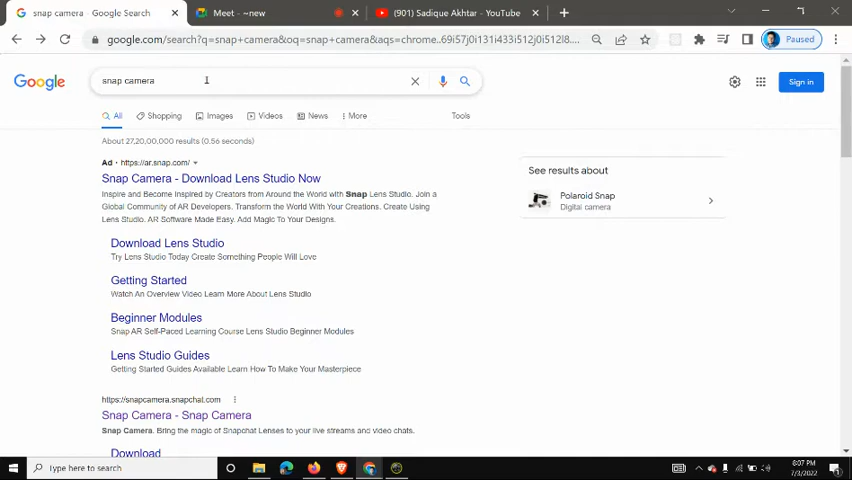 snap camera - Google Search
Meet - ~new
(901) Sadique Akhtar - YouTube
google.com/search?q=snap+camera&oq=snap+camera&aqs=chrome..69i57j0i131i433i512j0i512l8....
Paused
Google
snap camera
Sign in
All
Shopping
Images
Videos
News
More
Tools
About 27,20,00,000 results (0.56 seconds)
Ad • https://ar.snap.com/
Snap Camera - Download Lens Studio Now
Inspire and Become Inspired by Creators from Around the World with Snap Lens Studio. Join a
Global Community of AR Developers. Transform the World With Your Creations. Create Using
Lens Studio. AR Software Made Easy. Add Magic To Your Designs.
See results about
Polaroid Snap
Digital camera
Download Lens Studio
Try Lens Studio Today Create Something People Will Love
Getting Started
Watch An Overview Video Learn More About Lens Studio
Beginner Modules
Snap AR Self-Paced Learning Course Lens Studio Beginner Modules
Lens Studio Guides
Getting Started Guides Available Learn How To Make Your Masterpiece
https://snapcamera.snapchat.com
Snap Camera - Snap Camera
Snap Camera. Bring the magic of Snapchat Lenses to your live streams and video chats.
Download
Type here to search
8:07 PM
7/3/2022